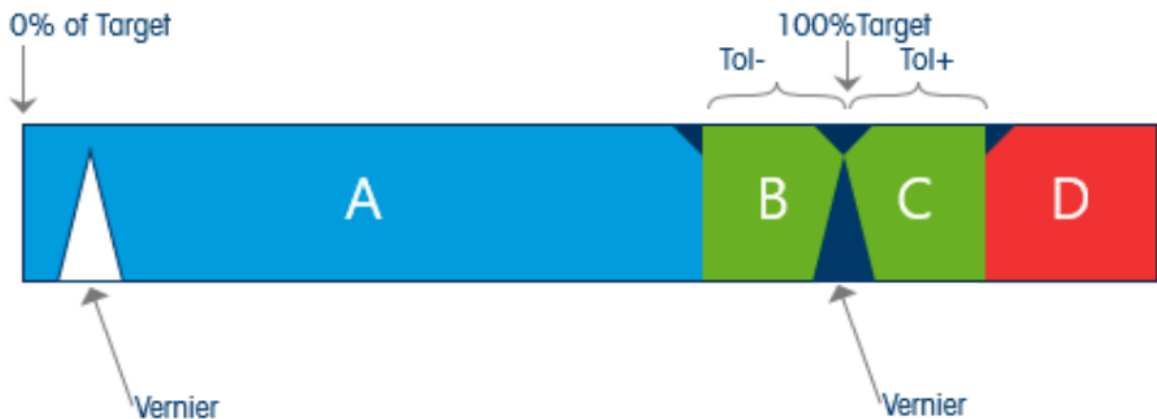 0% of Target
100%Target
Tol-
Tol+
A
B
C
D
Vernier
Vernier